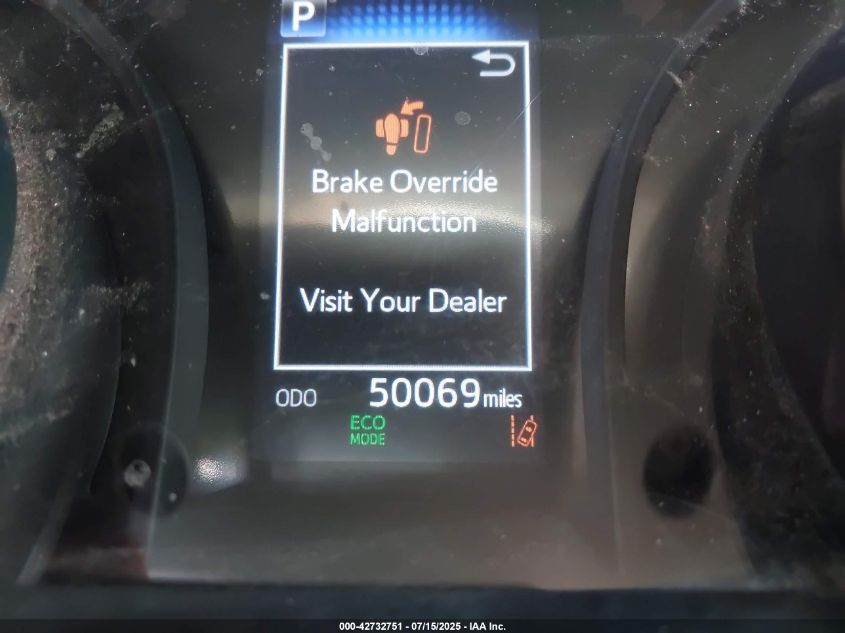 P
Brake Override
Malfunction
Visit Your Dealer
ODO 50069 miles
ECO
MODE
000-42732751 - 07/15/2025 - IAA Inc.